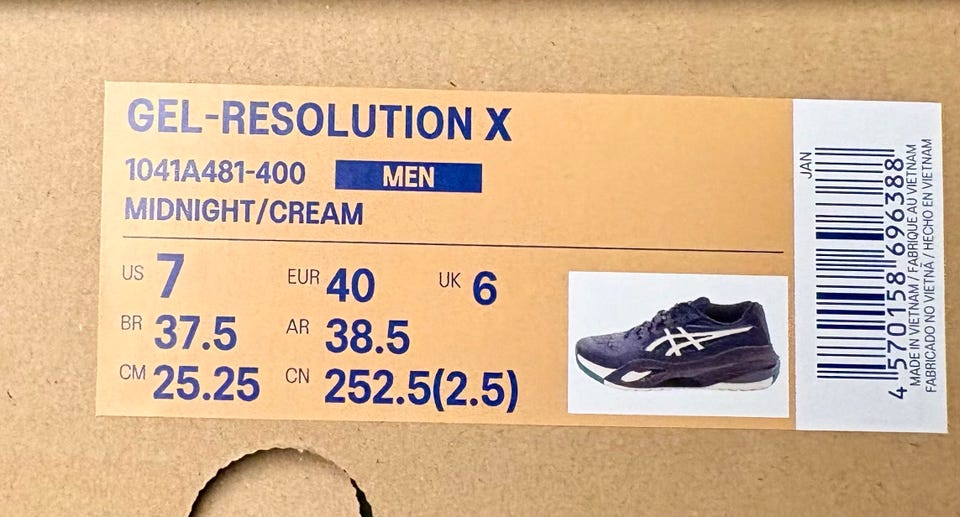 GEL-RESOLUTION X
1041A481-400 MEN
MIDNIGHT/CREAM
US 7 EUR 40 UK 6
BR 37.5 AR 38.5
CM 25.25 CN 252.5(2.5)
JAN
4 570158 696388
MADE IN VIETNAM / FABRIQUE AU VIETNAM
FABRICADO NO VIETNÃ / HECHO EN VIETNAM